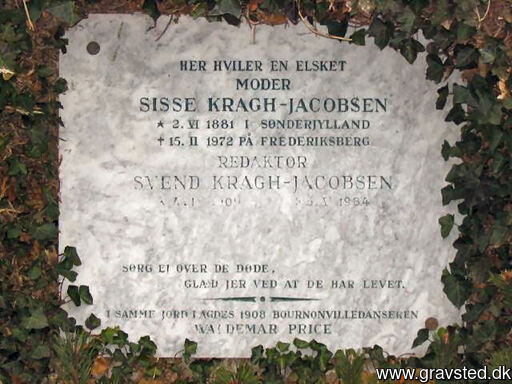 HER HVILER EN ELSKET
MODER
SISSE KRAGH-JACOBSEN
★ 2. VI 1881 I SØNDERJYLLAND
✝ 15. II 1972 PÅ FREDERIKSBERG
REDAKTØR
SVEND KRAGH-JACOBSEN
1984
SØRG EJ OVER DE DØDE,
GLÆD JER VED AT DE HAR LEVET.
I SAMME JORD LAGDES 1908 BOURNONVILLEDANSEREN
WALDEMAR PRICE
www.gravsted.dk